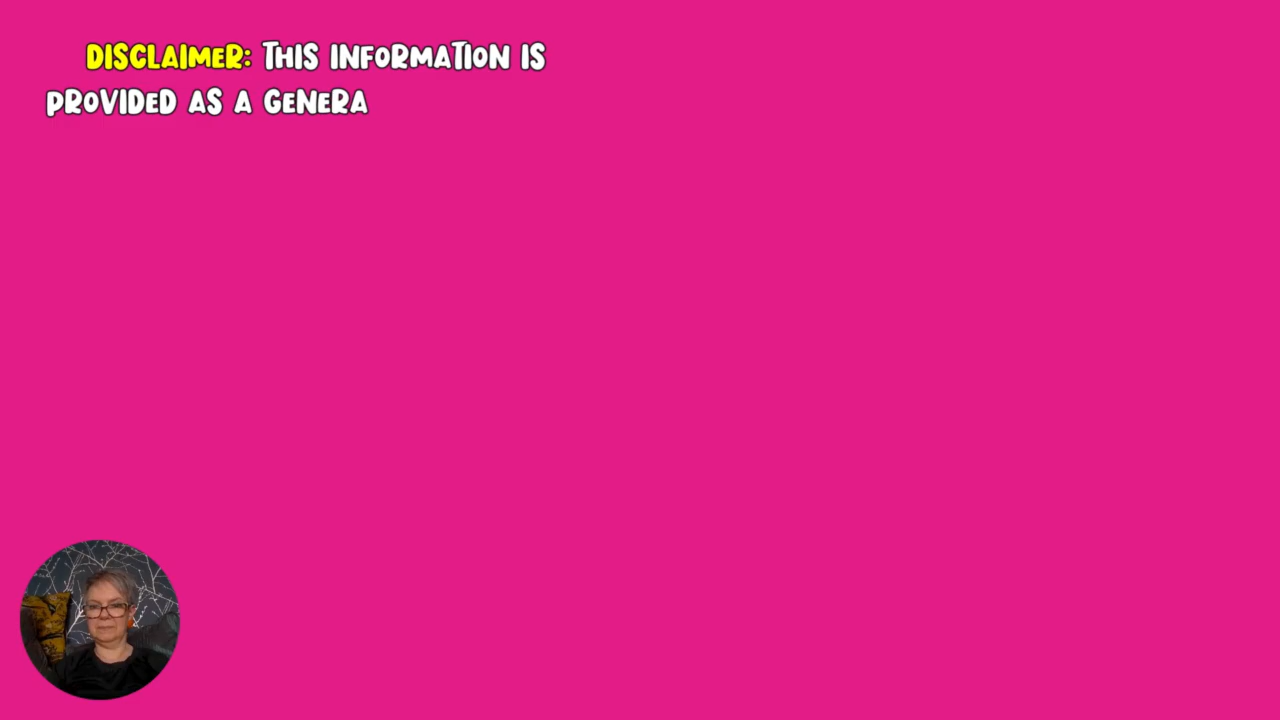 DISCLAIMER: THIS INFORMATION IS
PROVIDED AS A GENERA